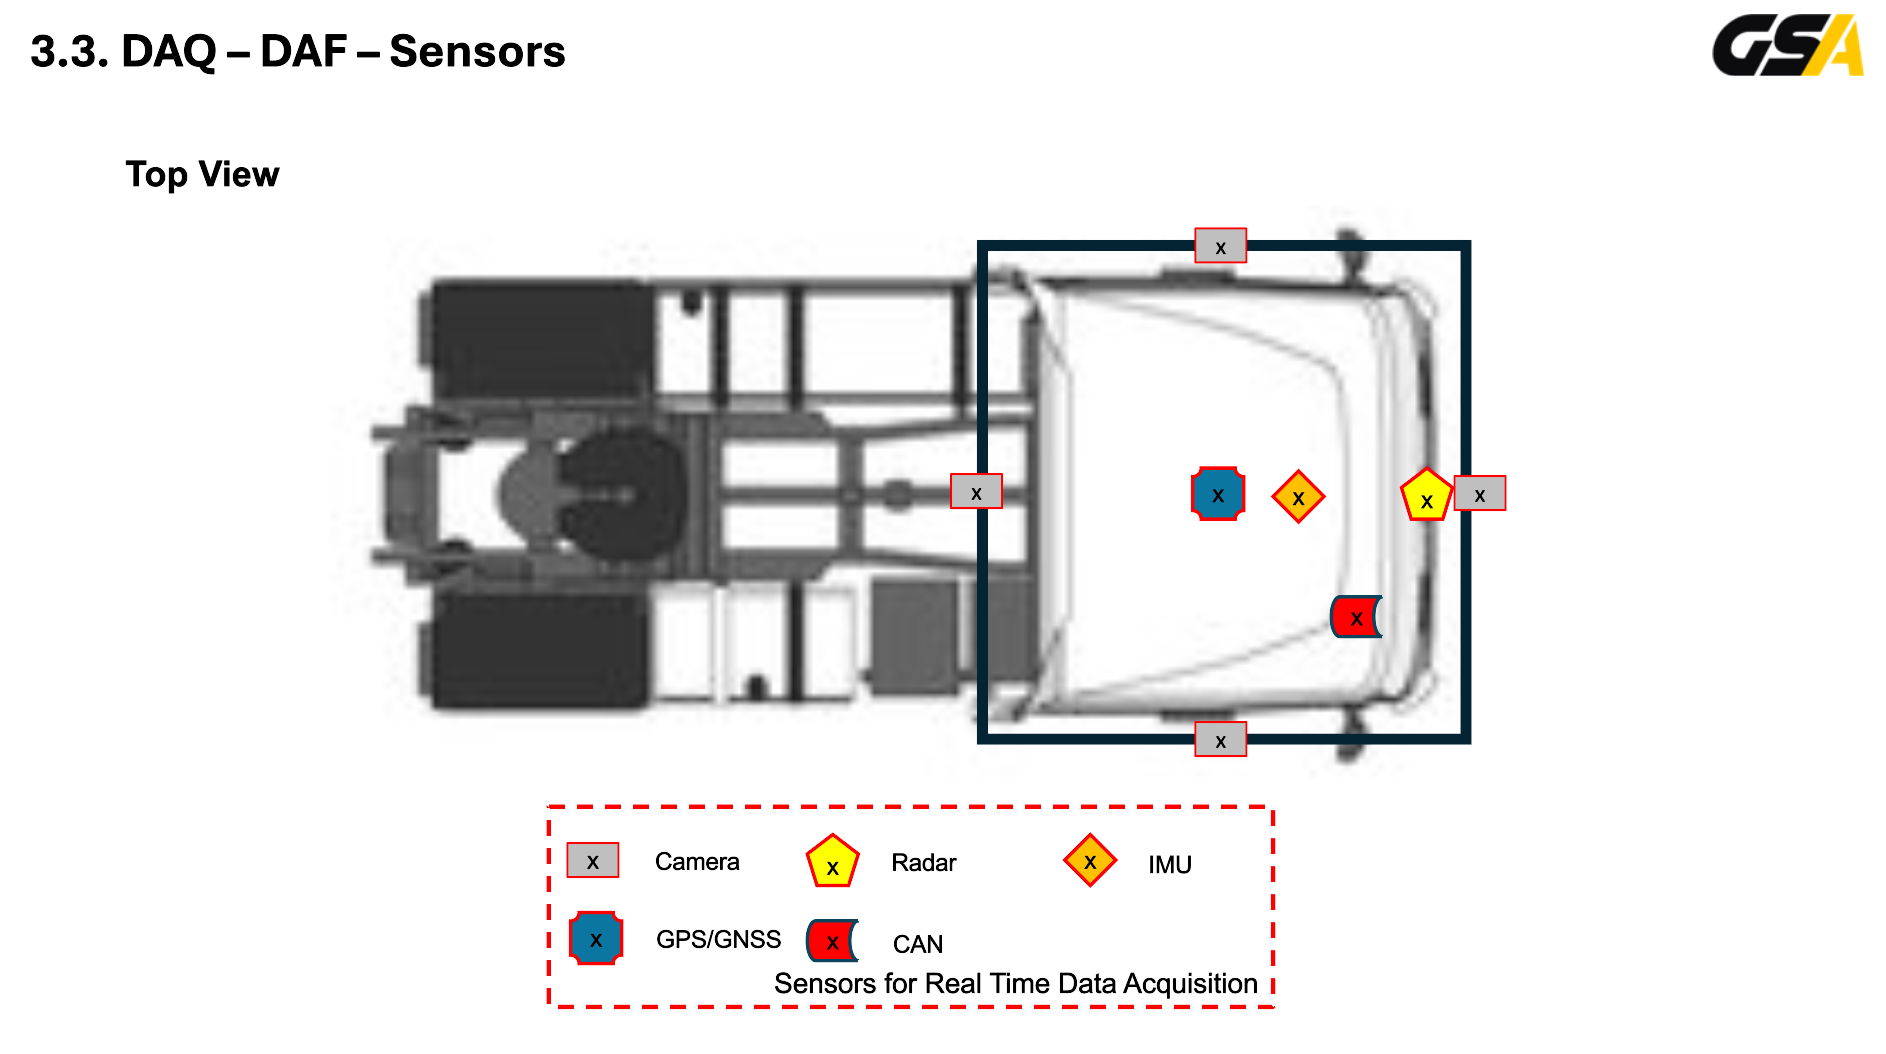 3.3. DAQ – DAF – Sensors
GSA
Top View
x
x
x
x
x
x
x
x
x Camera
x Radar
x IMU
x GPS/GNSS
x CAN
Sensors for Real Time Data Acquisition